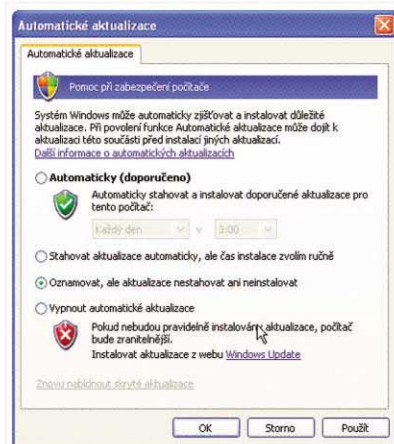 Automatické aktualizace
Automatické aktualizace
Pomoc při zabezpečení počítače
Systém Windows může automaticky zjišťovat a instalovat důležité
aktualizace. Při povolení funkce Automatické aktualizace může dojít k
aktualizaci této součásti před instalací jiných aktualizací.
Další informace o automatických aktualizacích
Automaticky (doporučeno)
Automaticky stahovat a instalovat doporučené aktualizace pro
tento počítač:
Každý den v 3:00
Stahovat aktualizace automaticky, ale čas instalace zvolím ručně
Oznamovat, ale aktualizace nestahovat ani neinstalovat
Vypnout automatické aktualizace
Pokud nebudou pravidelně instalovány aktualizace, počítač
bude zranitelnější.
Instalovat aktualizace z webu Windows Update
Znovu nabídnout skryté aktualizace
OK Storno Použít